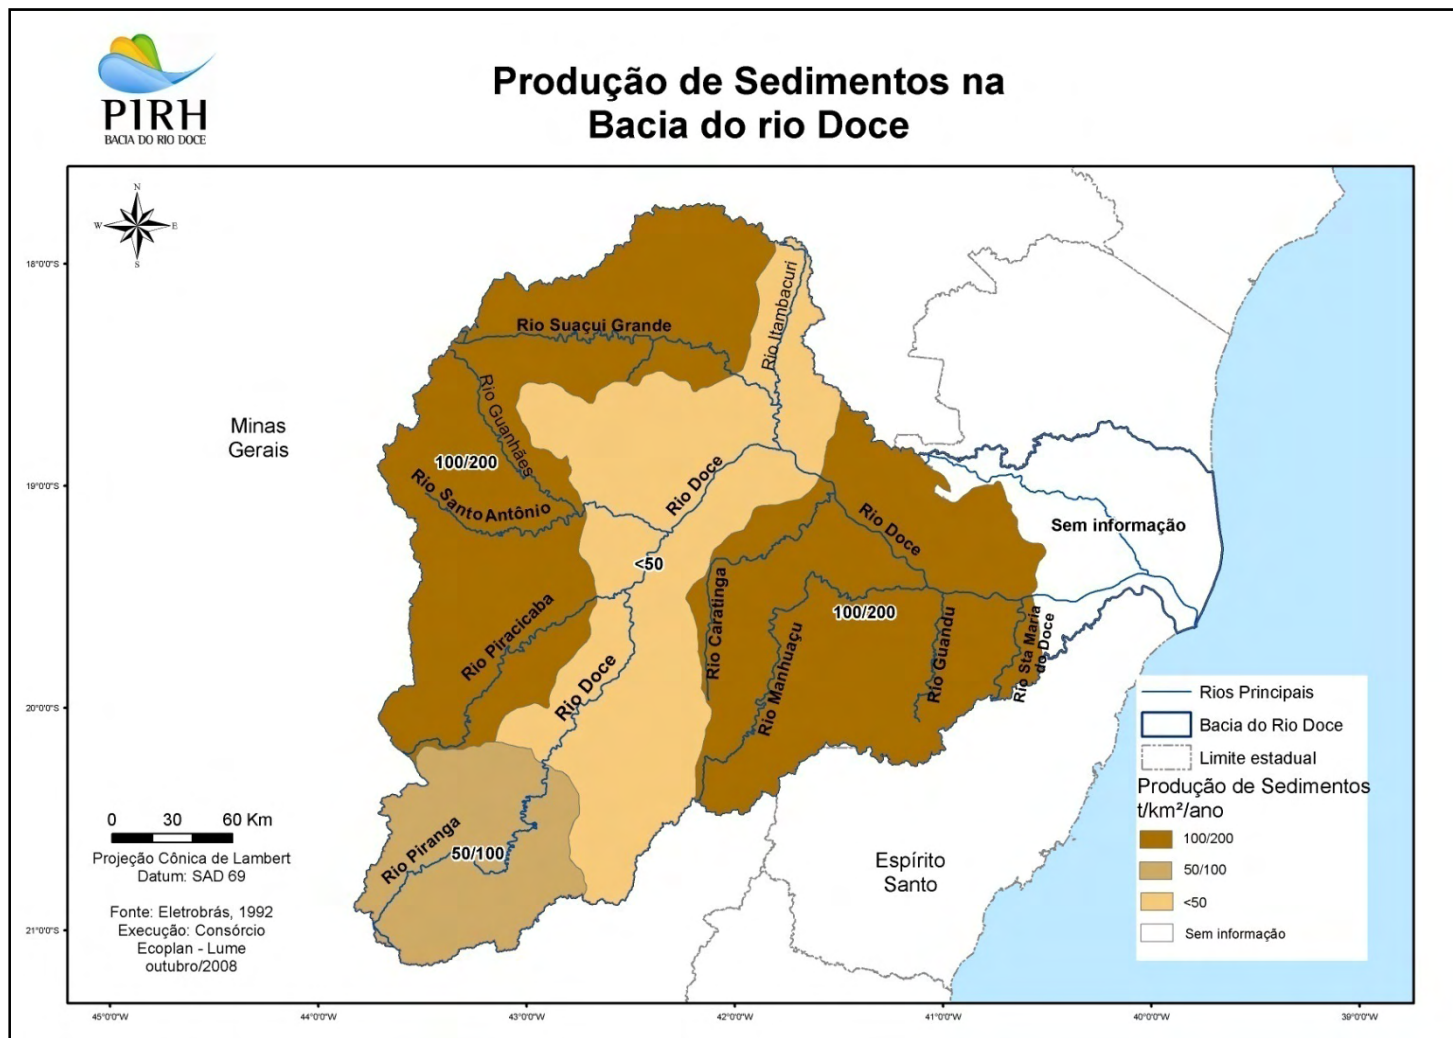 PIRH
BACIA DO RIO DOCE
Produção de Sedimentos na
Bacia do rio Doce
N
W
E
S
18°0'0"S
19°0'0"S
20°0'0"S
21°0'0"S
Minas
Gerais
Rio Suaçui Grande
Rio Itambacuri
Rio Guanhães
100/200
Rio Santo Antônio
Rio Doce
Rio Doce
Sem informação
<50
Rio Piracicaba
Rio Caratinga
100/200
Rio Manhuaçu
Rio Guandu
Rio Sta Maria
do Doce
Rio Doce
Rio Piranga
50/100
Espírito
Santo
0 30 60 Km
Projeção Cônica de Lambert
Datum: SAD 69
Fonte: Eletrobrás, 1992
Execução: Consórcio
Ecoplan - Lume
outubro/2008
Rios Principais
Bacia do Rio Doce
Limite estadual
Produção de Sedimentos
t/km²/ano
100/200
50/100
<50
Sem informação
45°0'0"W
44°0'0"W
43°0'0"W
42°0'0"W
41°0'0"W
40°0'0"W
39°0'0"W